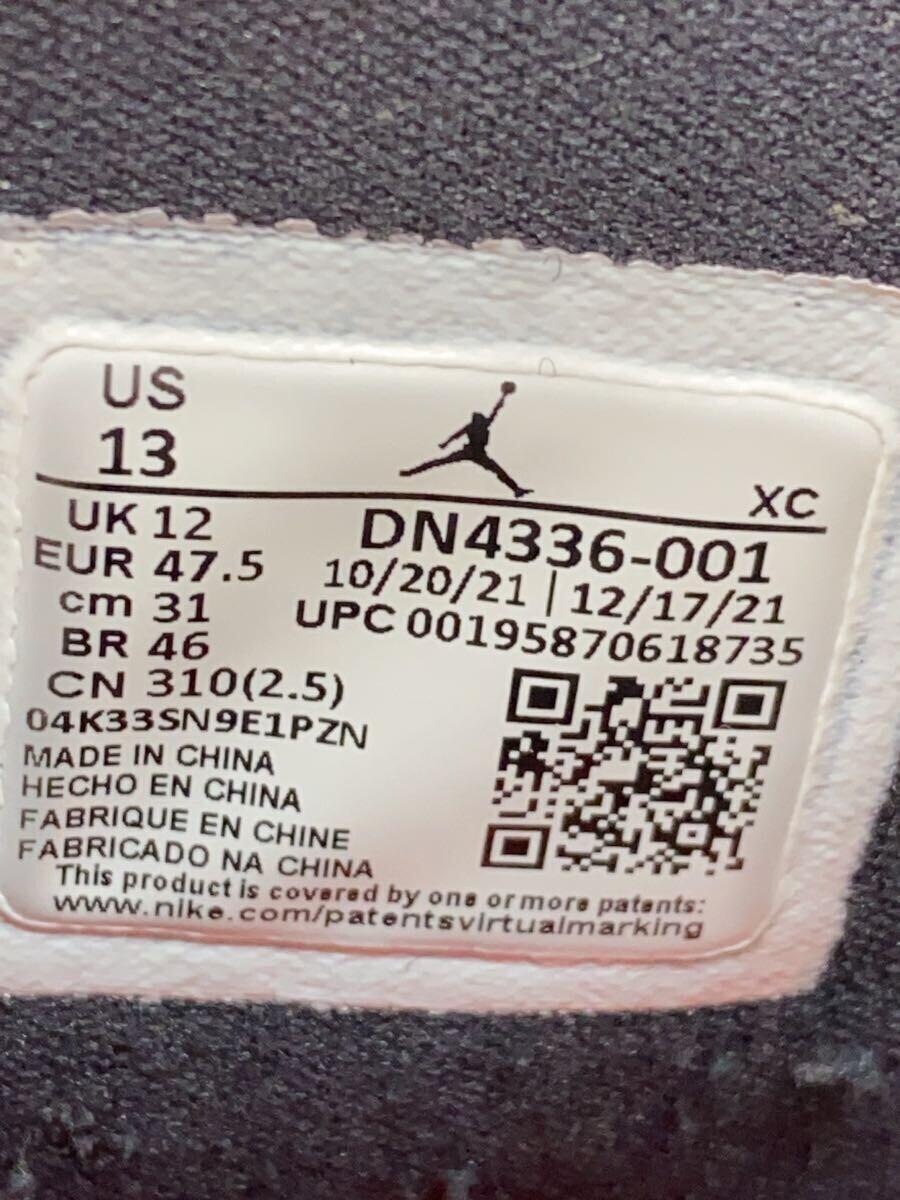 US
13
XC
UK 12
EUR 47.5
cm 31
BR 46
CN 310(2.5)
DN4336-001
10/20/21 | 12/17/21
UPC 00195870618735
04K33SN9E1PZN
MADE IN CHINA
HECHO EN CHINA
FABRIQUE EN CHINE
FABRICADO NA CHINA
This product is covered by one or more patents:
www.nike.com/patentsvirtualmarking